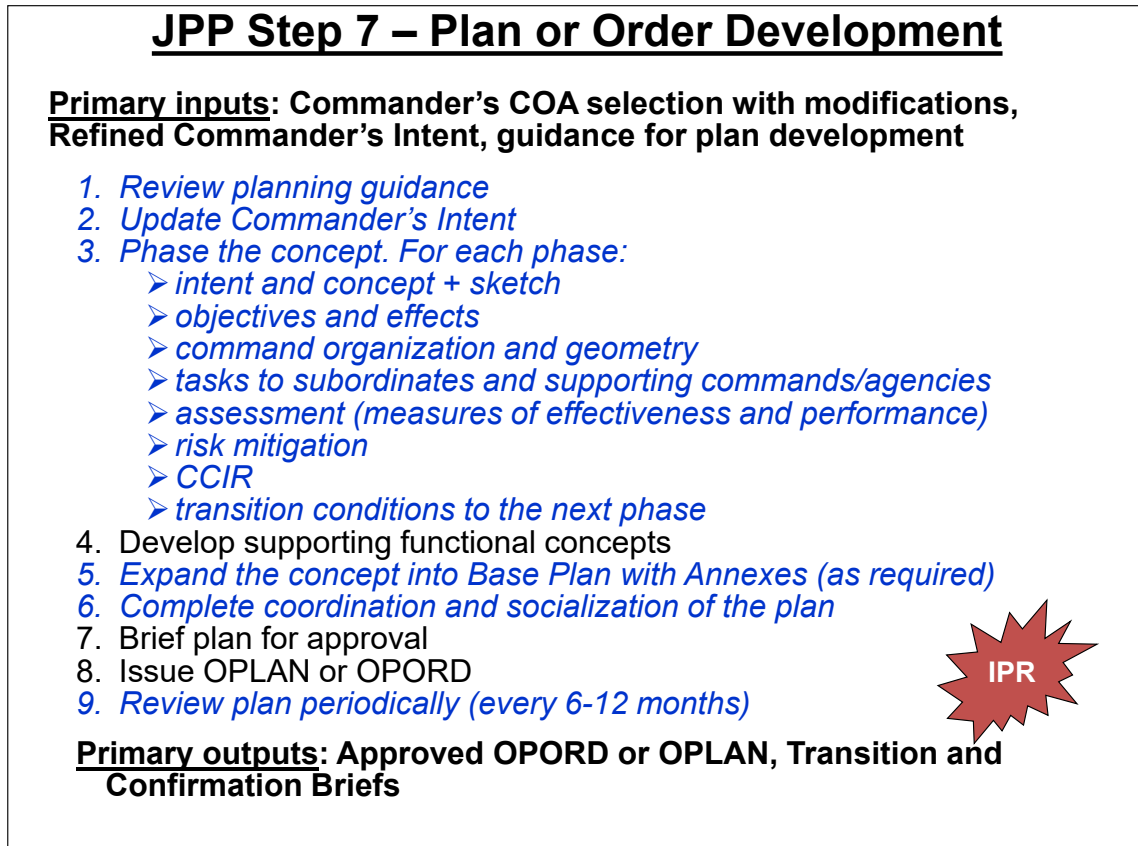 JPP Step 7 – Plan or Order Development
Primary inputs: Commander's COA selection with modifications,
Refined Commander's Intent, guidance for plan development
1. Review planning guidance
2. Update Commander's Intent
3. Phase the concept. For each phase:
➢ intent and concept + sketch
➢ objectives and effects
➢ command organization and geometry
➢ tasks to subordinates and supporting commands/agencies
➢ assessment (measures of effectiveness and performance)
➢ risk mitigation
➢ CCIR
➢ transition conditions to the next phase
4. Develop supporting functional concepts
5. Expand the concept into Base Plan with Annexes (as required)
6. Complete coordination and socialization of the plan
7. Brief plan for approval
8. Issue OPLAN or OPORD
IPR
9. Review plan periodically (every 6-12 months)
Primary outputs: Approved OPORD or OPLAN, Transition and
Confirmation Briefs